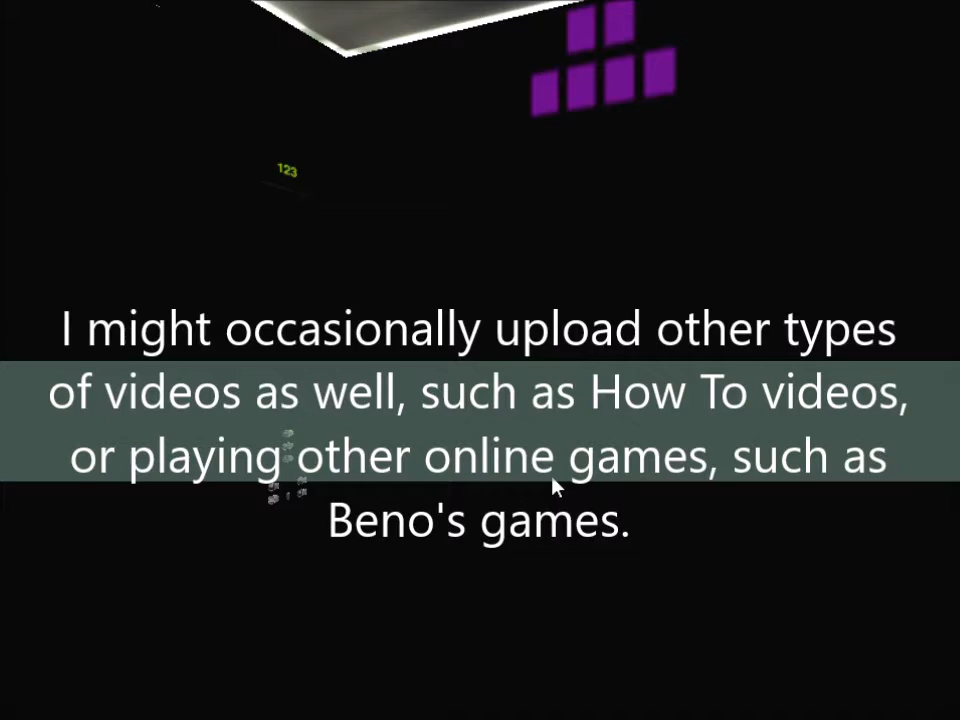 123
I might occasionally upload other types
of videos as well, such as How To videos,
or playing other online games, such as
Beno's games.